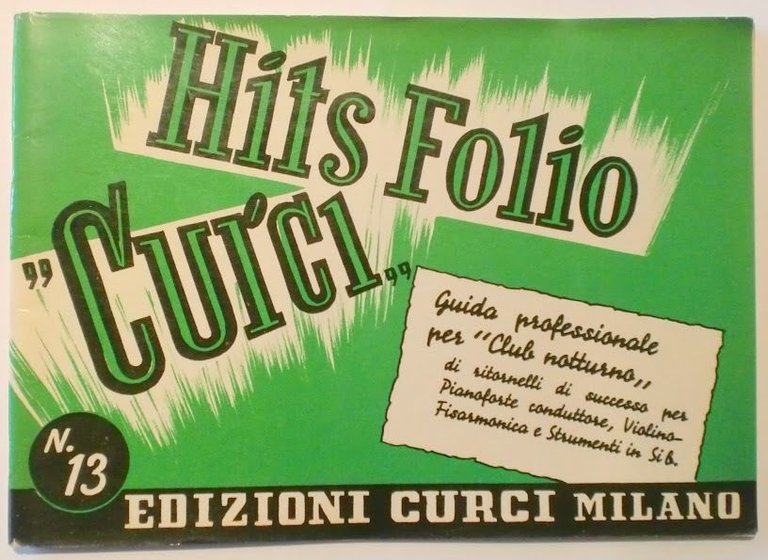 Hits Folio
"Curci"
Guida professionale
per "Club notturno"
di ritornelli di successo per
Pianoforte conduttore, Violino-
Fisarmonica e Strumenti in Sib.
N.
13
EDIZIONI CURCI MILANO